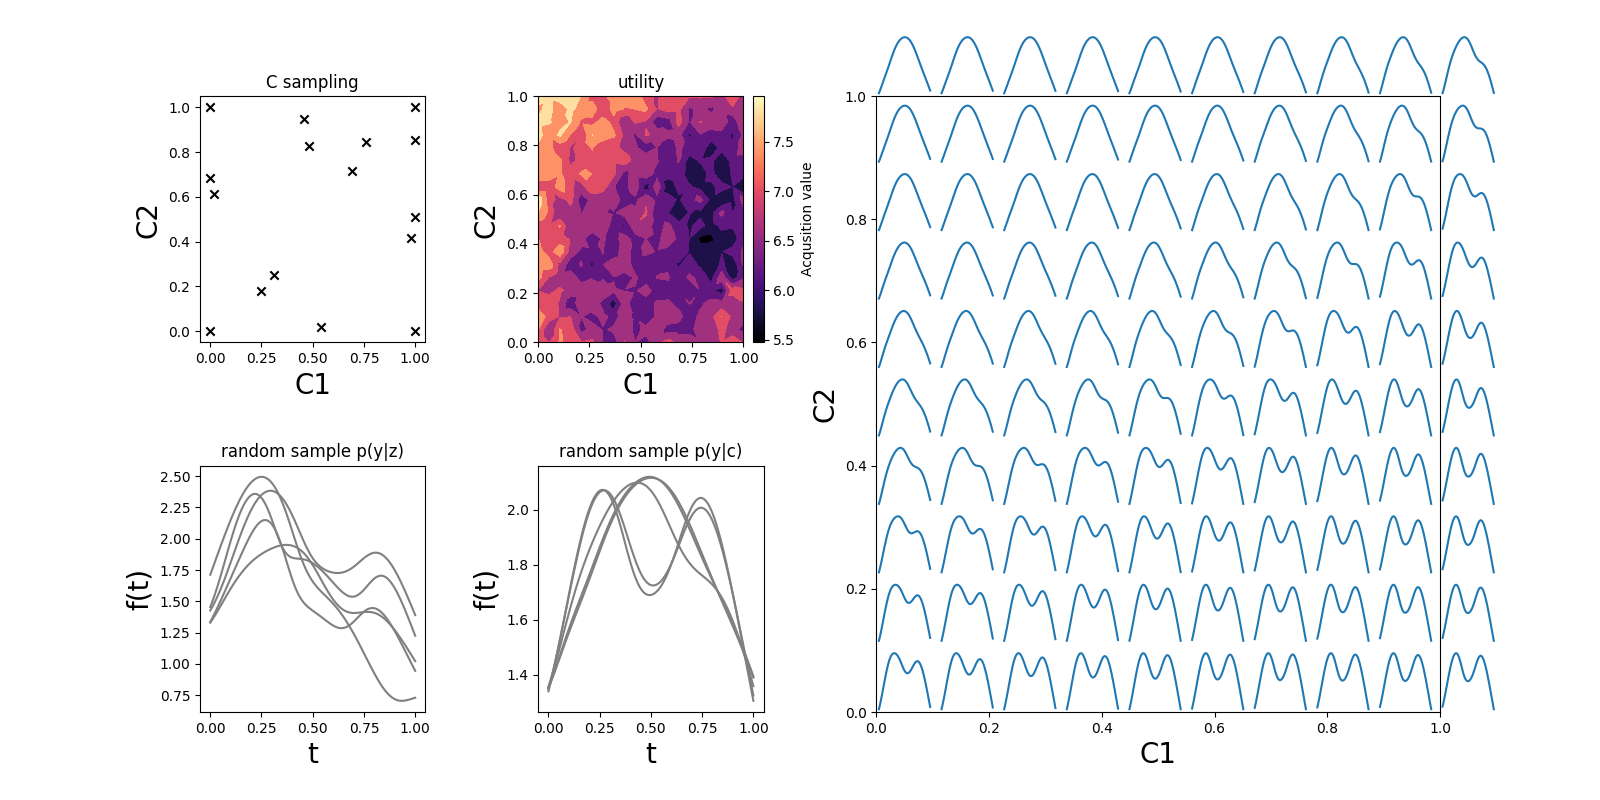 C sampling
1.0
0.8
0.6
0.4
0.2
0.0
C2
0.00 0.25 0.50 0.75 1.00
C1
utility
1.0
0.8
0.6
0.4
0.2
0.0
C2
0.00 0.25 0.50 0.75 1.00
C1
7.5
7.0
6.5
6.0
5.5
Acqusition value
random sample p(y|z)
2.50
2.25
2.00
1.75
1.50
1.25
1.00
0.75
f(t)
0.00 0.25 0.50 0.75 1.00
t
random sample p(y|c)
2.0
1.8
1.6
1.4
f(t)
0.00 0.25 0.50 0.75 1.00
t
1.0
0.8
0.6
0.4
0.2
0.0
C2
0.0 0.2 0.4 0.6 0.8 1.0
C1